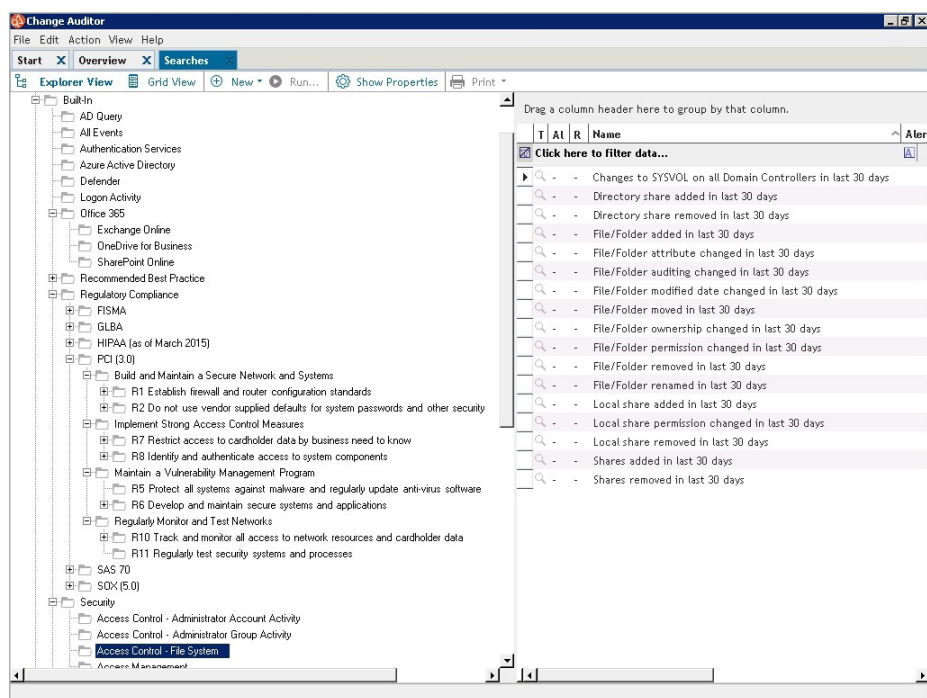 Change Auditor
File Edit Action View Help
Start X Overview X Searches X
Explorer View Grid View New Run... Show Properties Print
Built-In
AD Query
All Events
Authentication Services
Azure Active Directory
Defender
Logon Activity
Office 365
Exchange Online
OneDrive for Business
SharePoint Online
Recommended Best Practice
Regulatory Compliance
FISMA
GLBA
HIPAA (as of March 2015)
PCI (3.0)
Build and Maintain a Secure Network and Systems
R1 Establish firewall and router configuration standards
R2 Do not use vendor supplied defaults for system passwords and other security
Implement Strong Access Control Measures
R7 Restrict access to cardholder data by business need to know
R8 Identify and authenticate access to system components
Maintain a Vulnerability Management Program
R5 Protect all systems against malware and regularly update anti-virus software
R6 Develop and maintain secure systems and applications
Regularly Monitor and Test Networks
R10 Track and monitor all access to network resources and cardholder data
R11 Regularly test security systems and processes
SAS 70
SOX (5.0)
Security
Access Control - Administrator Account Activity
Access Control - Administrator Group Activity
Access Control - File System
Access Management
Drag a column header here to group by that column.
T Al R Name Aler
Click here to filter data... A
- - Changes to SYSVOL on all Domain Controllers in last 30 days
- - Directory share added in last 30 days
- - Directory share removed in last 30 days
- - File/Folder added in last 30 days
- - File/Folder attribute changed in last 30 days
- - File/Folder auditing changed in last 30 days
- - File/Folder modified date changed in last 30 days
- - File/Folder moved in last 30 days
- - File/Folder ownership changed in last 30 days
- - File/Folder permission changed in last 30 days
- - File/Folder removed in last 30 days
- - File/Folder renamed in last 30 days
- - Local share added in last 30 days
- - Local share permission changed in last 30 days
- - Local share removed in last 30 days
- - Shares added in last 30 days
- - Shares removed in last 30 days